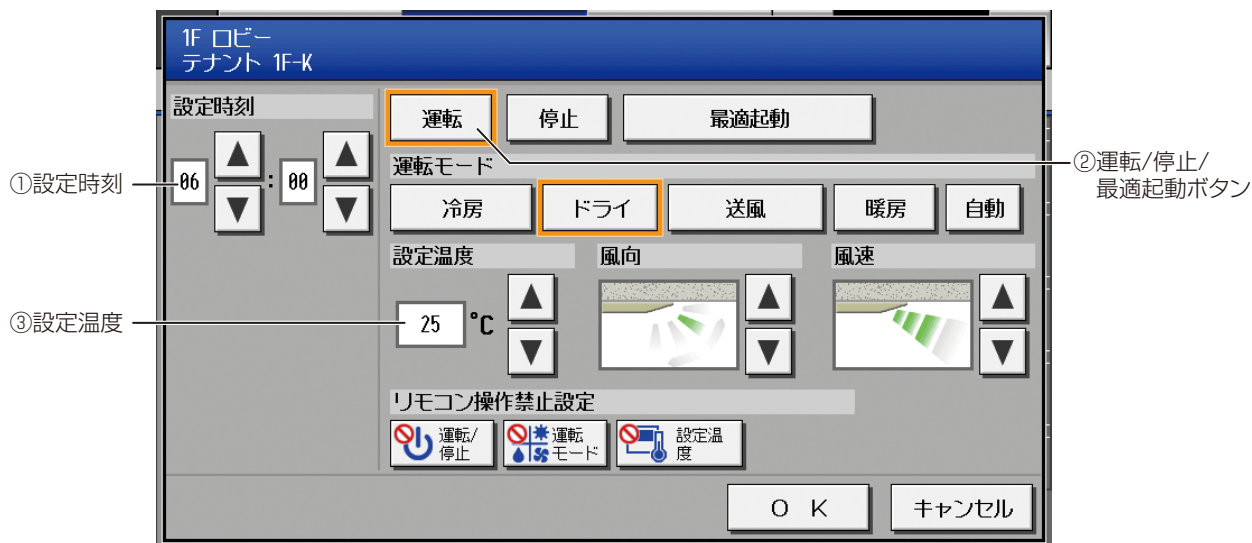 1F ロビー
テナント 1F-K
設定時刻
運転
停止
最適起動
06 : 00
運転モード
冷房
ドライ
送風
暖房
自動
設定温度
風向
風速
25 °C
リモコン操作禁止設定
運転/
停止
運転
モード
設定温
度
O K
キャンセル
①設定時刻
②運転/停止/
最適起動ボタン
③設定温度